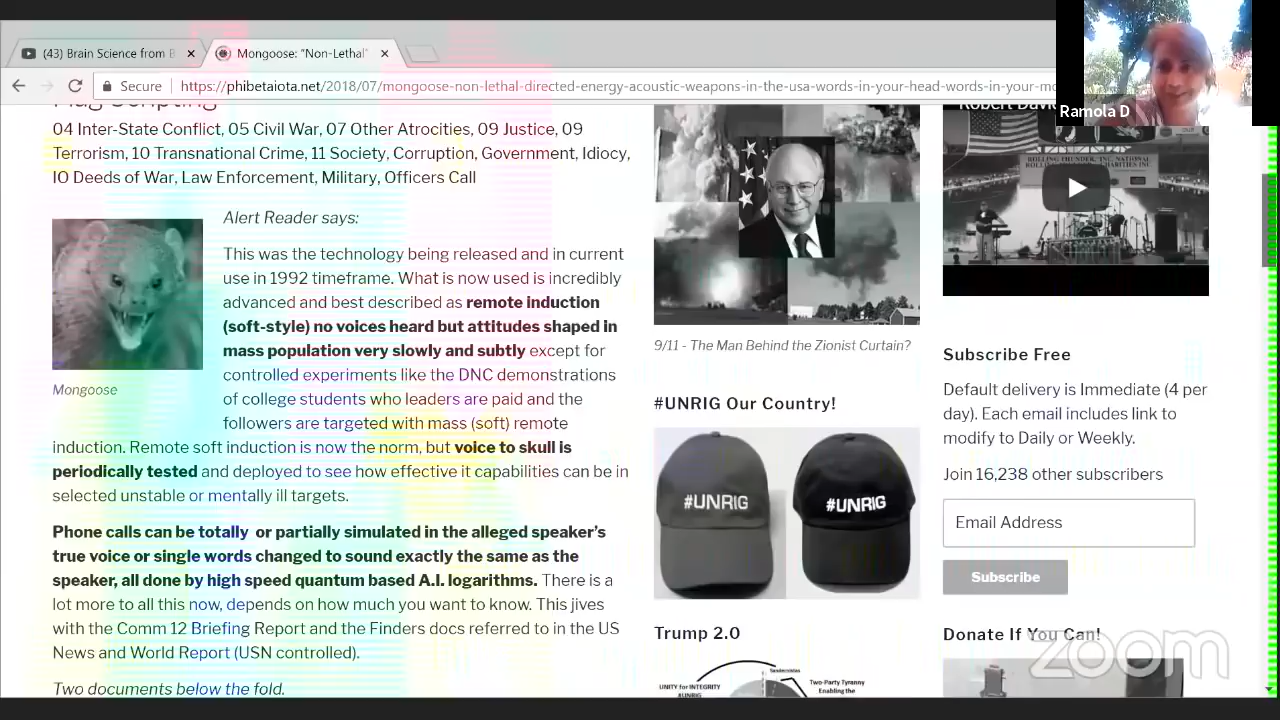 (43) Brain Science from B
Mongoose: "Non-Lethal"
Secure
https://phibetaiota.net/2018/07/mongoose-non-lethal-directed-energy-acoustic-weapons-in-the-usa-words-in-your-head-words-in-your-mo
Ramola D
Flag Scripting
04 Inter-State Conflict, 05 Civil War, 07 Other Atrocities, 09 Justice, 09
Terrorism, 10 Transnational Crime, 11 Society, Corruption, Government, Idiocy,
IO Deeds of War, Law Enforcement, Military, Officers Call
Alert Reader says:
This was the technology being released and in current
use in 1992 timeframe. What is now used is incredibly
advanced and best described as remote induction
(soft-style) no voices heard but attitudes shaped in
mass population very slowly and subtly except for
controlled experiments like the DNC demonstrations
of college students who leaders are paid and the
followers are targeted with mass (soft) remote
Mongoose
induction. Remote soft induction is now the norm, but voice to skull is
periodically tested and deployed to see how effective it capabilities can be in
selected unstable or mentally ill targets.
Phone calls can be totally or partially simulated in the alleged speaker's
true voice or single words changed to sound exactly the same as the
speaker, all done by high speed quantum based A.I. logarithms. There is a
lot more to all this now, depends on how much you want to know. This jives
with the Comm 12 Briefing Report and the Finders docs referred to in the US
News and World Report (USN controlled).
Two documents below the fold.
9/11 - The Man Behind the Zionist Curtain?
#UNRIG Our Country!
#UNRIG
#UNRIG
Trump 2.0
UNITY for INTEGRITY
#UNRIG
Two-Party Tyranny
Enabling the
Robert David
ROLLING THUNDER, INC. NATIONAL
Subscribe Free
Default delivery is Immediate (4 per
day). Each email includes link to
modify to Daily or Weekly.
Join 16,238 other subscribers
Email Address
Subscribe
Donate If You Can!
zoom